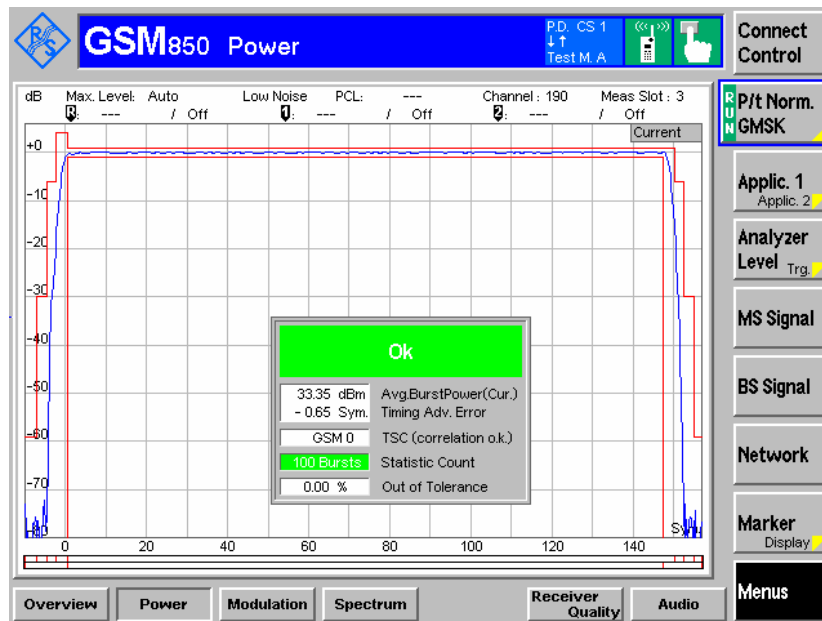 R&S
GSM850 Power
P.D. CS 1
Test M. A
Connect Control
dB Max. Level: Auto Low Noise PCL: --- Channel : 190 Meas Slot : 3
R: --- / Off 1: --- / Off 2: --- / Off
Current
RUN
P/t Norm. GMSK
+0
-10
-20
-30
-40
-50
-60
-70
Applic. 1
Applic. 2
Analyzer Level Trg.
MS Signal
BS Signal
Network
Marker
Display
Menus
Ok
33.35 dBm Avg.BurstPower(Cur.)
- 0.65 Sym. Timing Adv. Error
GSM 0 TSC (correlation o.k.)
100 Bursts Statistic Count
0.00 % Out of Tolerance
0 20 40 60 80 100 120 140
Overview Power Modulation Spectrum Receiver Quality Audio